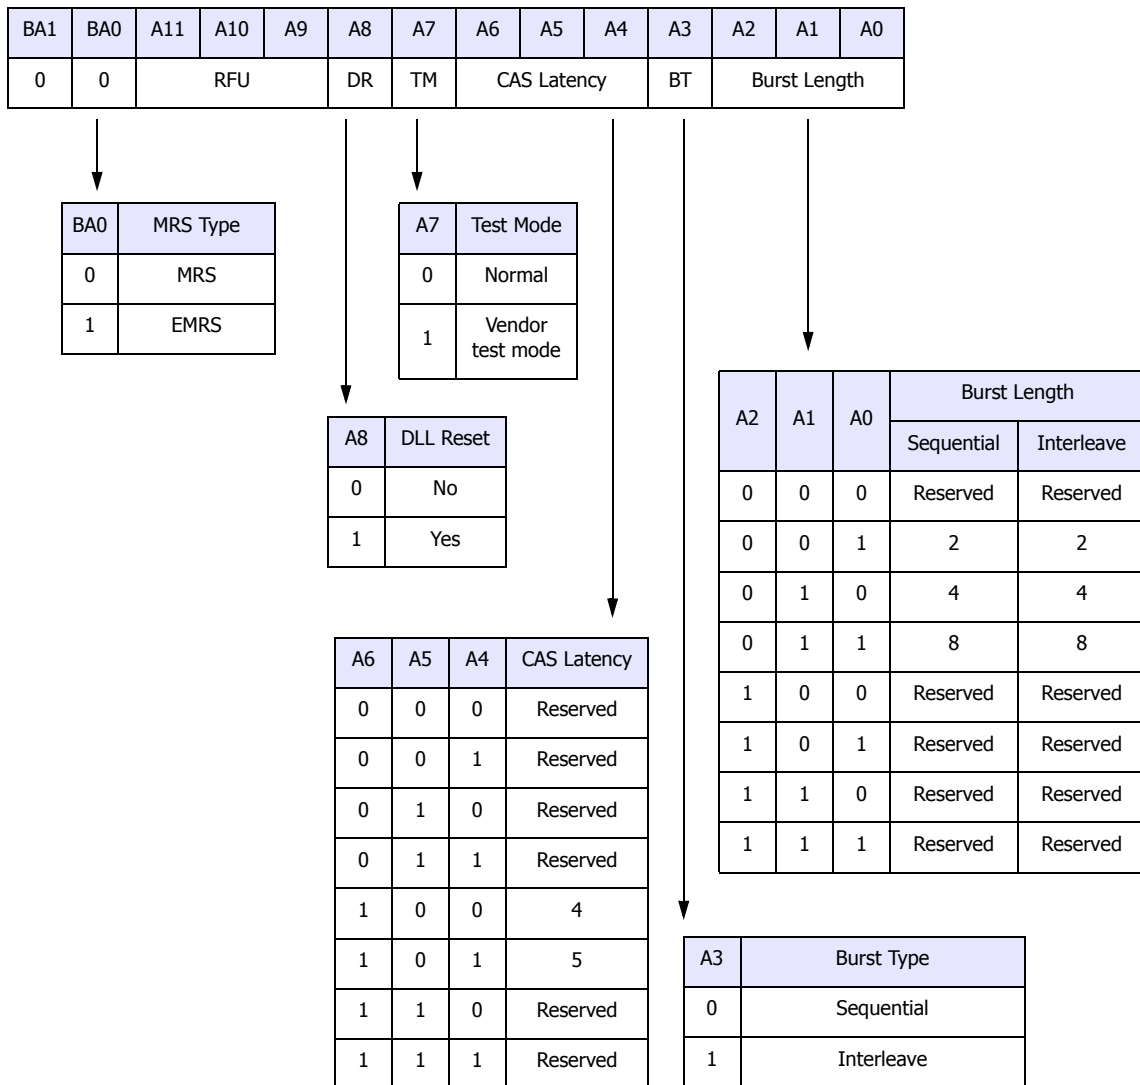 BA1 BA0 A11 A10 A9 A8 A7 A6 A5 A4 A3 A2 A1 A0
0 0 RFU DR TM CAS Latency BT Burst Length
BA0 MRS Type
0 MRS
1 EMRS
A7 Test Mode
0 Normal
1 Vendor
test mode
A8 DLL Reset
0 No
1 Yes
A2 A1 A0 Burst Length
Sequential Interleave
0 0 0 Reserved Reserved
0 0 1 2 2
0 1 0 4 4
0 1 1 8 8
1 0 0 Reserved Reserved
1 0 1 Reserved Reserved
1 1 0 Reserved Reserved
1 1 1 Reserved Reserved
A6 A5 A4 CAS Latency
0 0 0 Reserved
0 0 1 Reserved
0 1 0 Reserved
0 1 1 Reserved
1 0 0 4
1 0 1 5
1 1 0 Reserved
1 1 1 Reserved
A3 Burst Type
0 Sequential
1 Interleave